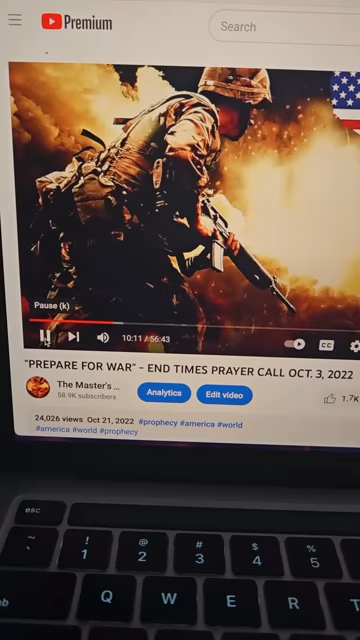 Premium
Search
Pause (k)
10:11 / 56:43
CC
"PREPARE FOR WAR" - END TIMES PRAYER CALL OCT. 3, 2022
The Master's ...
58.9K subscribers
Analytics
Edit video
1.7K
24,026 views Oct 21, 2022 #prophecy #america #world
#america #world #prophecy
esc
~
`
!
1
@
2
#
3
$
4
%
5
Q
W
E
R
T